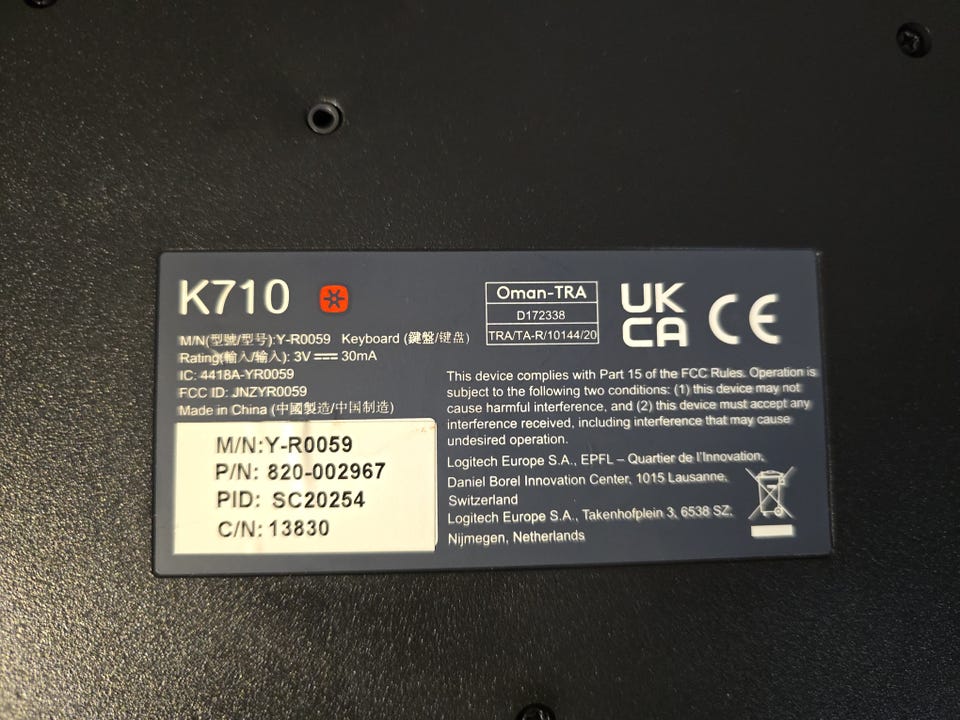 K710
M/N(型號/型号):Y-R0059 Keyboard (鍵盤/键盘)
Rating(輸入/输入): 3V 30mA
IC: 4418A-YR0059
FCC ID: JNZYR0059
Made in China (中國製造/中国制造)
M/N:Y-R0059
P/N: 820-002967
PID: SC20254
C/N: 13830
Oman-TRA
D172338
TRA/TA-R/10144/20
UK
CA
CE
This device complies with Part 15 of the FCC Rules. Operation is
subject to the following two conditions: (1) this device may not
cause harmful interference, and (2) this device must accept any
interference received, including interference that may cause
undesired operation.
Logitech Europe S.A., EPFL – Quartier de l'Innovation,
Daniel Borel Innovation Center, 1015 Lausanne,
Switzerland
Logitech Europe S.A., Takenhofplein 3, 6538 SZ,
Nijmegen, Netherlands